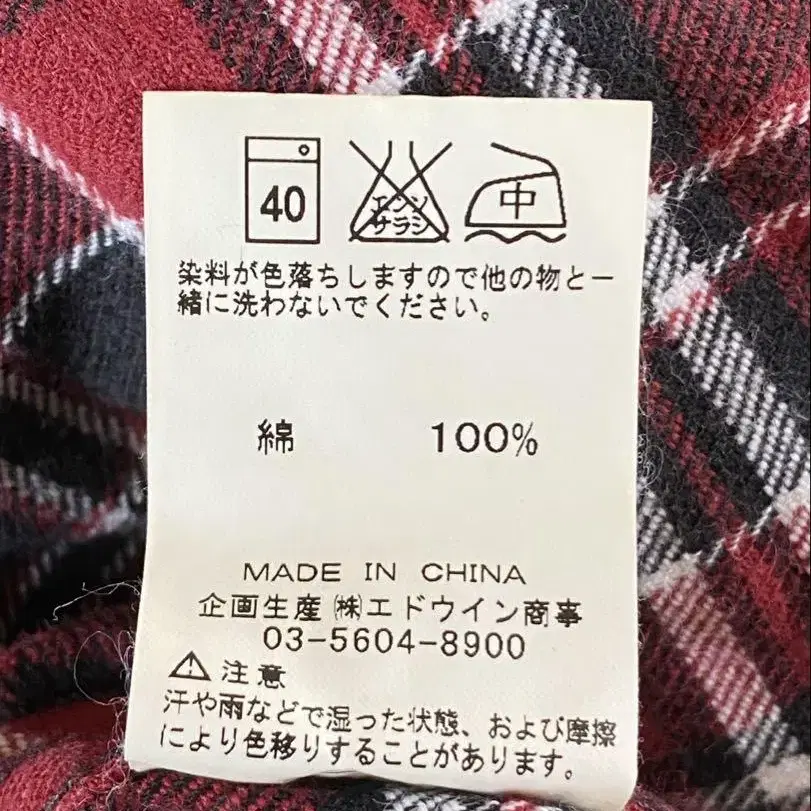 40
エンソ
サラシ
中
染料が色落ちしますので他の物と一
緒に洗わないでください。
綿 100%
MADE IN CHINA
企画生産 ㈱エドウイン商事
03-5604-8900
⚠ 注意
汗や雨などで湿った状態、および摩擦
により色移りすることがあります。